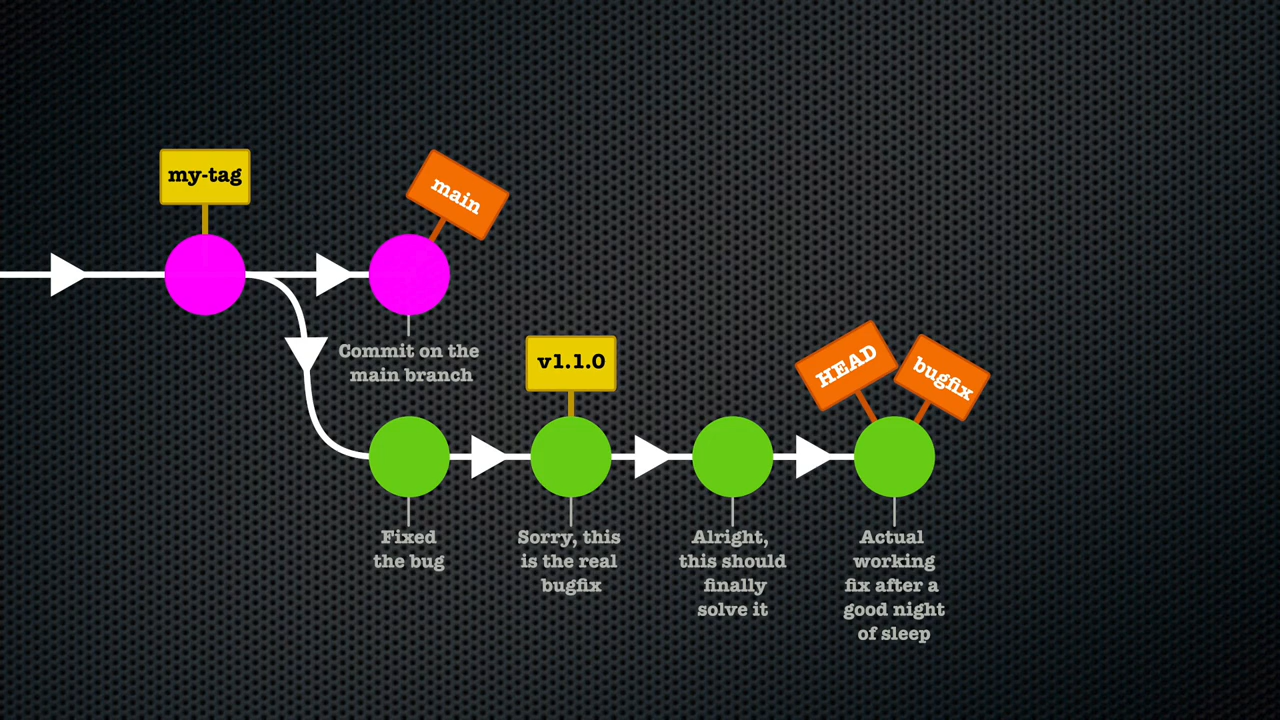 my-tag
main
Commit on the
main branch
v1.1.0
HEAD
bugfix
Fixed
the bug
Sorry, this
is the real
bugfix
Alright,
this should
finally
solve it
Actual
working
fix after a
good night
of sleep